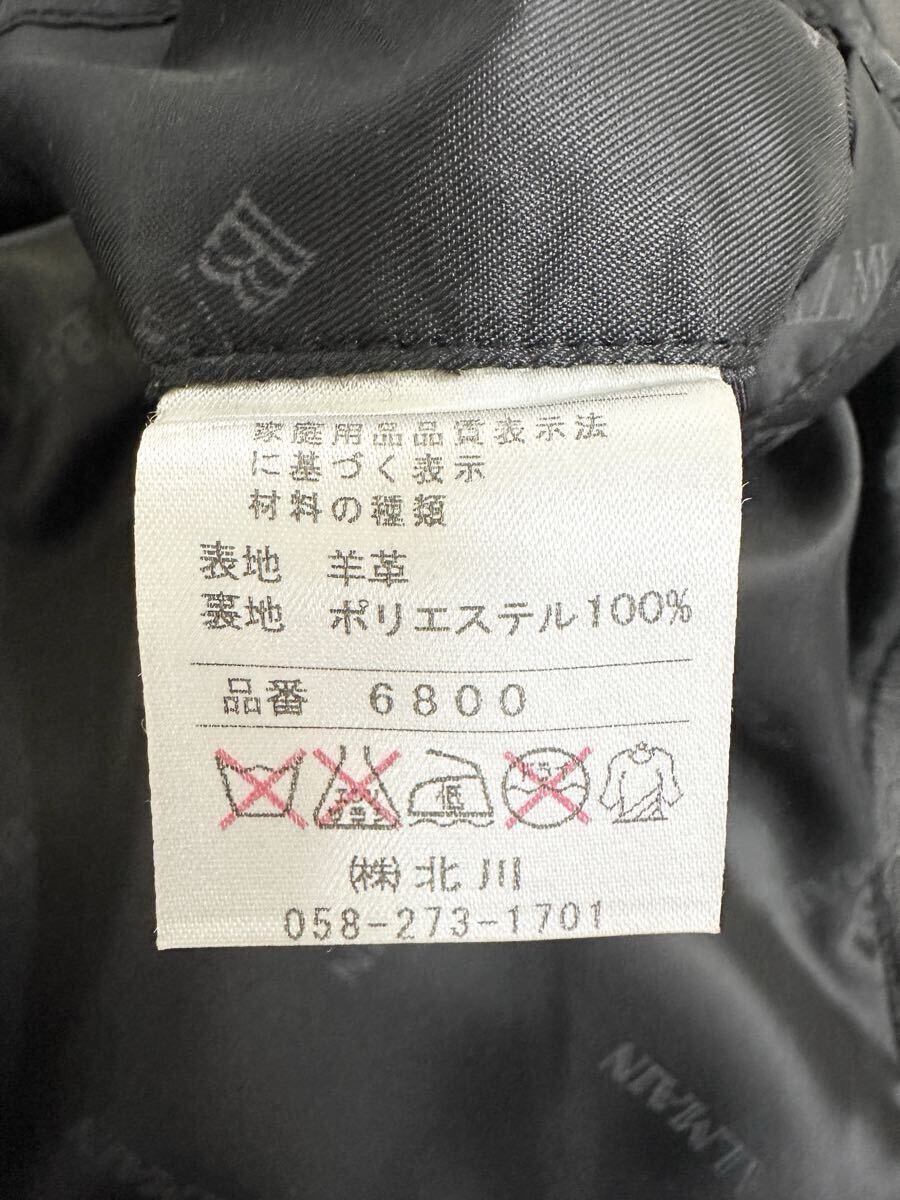 家庭用品品質表示法
に基づく表示
材料の種類
表地 羊革
裏地 ポリエステル100%
品番 6800
低
㈱北川
058-273-1701